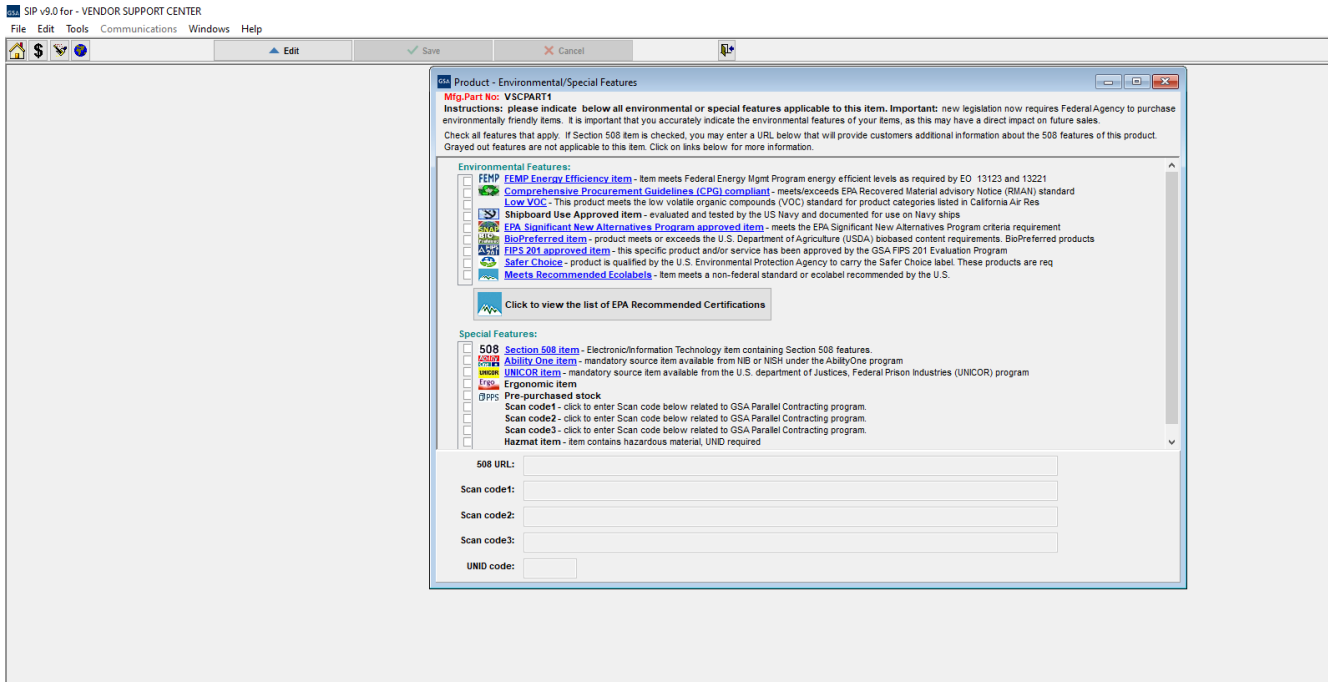 GSA SIP v9.0 for - VENDOR SUPPORT CENTER
File Edit Tools Communications Windows Help
$ Edit Save Cancel
GSA Product - Environmental/Special Features
Mfg.Part No: VSCPART1
Instructions: please indicate below all environmental or special features applicable to this item. Important: new legislation now requires Federal Agency to purchase
environmentally friendly items. It is important that you accurately indicate the environmental features of your items, as this may have a direct impact on future sales.
Check all features that apply. If Section 508 item is checked, you may enter a URL below that will provide customers additional information about the 508 features of this product.
Grayed out features are not applicable to this item. Click on links below for more information.
Environmental Features:
FEMP FEMP Energy Efficiency item - Item meets Federal Energy Mgmt Program energy efficient levels as required by EO 13123 and 13221
Comprehensive Procurement Guidelines (CPG) compliant - meets/exceeds EPA Recovered Material advisory Notice (RMAN) standard
Low VOC - This product meets the low volatile organic compounds (VOC) standard for product categories listed in California Air Res
Shipboard Use Approved item - evaluated and tested by the US Navy and documented for use on Navy ships
SNAP EPA Significant New Alternatives Program approved item - meets the EPA Significant New Alternatives Program criteria requirement
BIO BioPreferred item - product meets or exceeds the U.S. Department of Agriculture (USDA) biobased content requirements. BioPreferred products
FIPS 201 FIPS 201 approved item - this specific product and/or service has been approved by the GSA FIPS 201 Evaluation Program
Safer Choice - product is qualified by the U.S. Environmental Protection Agency to carry the Safer Choice label. These products are req
Meets Recommended Ecolabels - Item meets a non-federal standard or ecolabel recommended by the U.S.
Click to view the list of EPA Recommended Certifications
Special Features:
508 Section 508 item - Electronic/Information Technology item containing Section 508 features.
Ability One Ability One item - mandatory source item available from NIB or NISH under the AbilityOne program
UNICOR UNICOR item - mandatory source item available from the U.S. department of Justices, Federal Prison Industries (UNICOR) program
Ergo Ergonomic item
PPS Pre-purchased stock
Scan code1 - click to enter Scan code below related to GSA Parallel Contracting program.
Scan code2 - click to enter Scan code below related to GSA Parallel Contracting program.
Scan code3 - click to enter Scan code below related to GSA Parallel Contracting program.
Hazmat item - item contains hazardous material, UNID required
508 URL:
Scan code1:
Scan code2:
Scan code3:
UNID code: